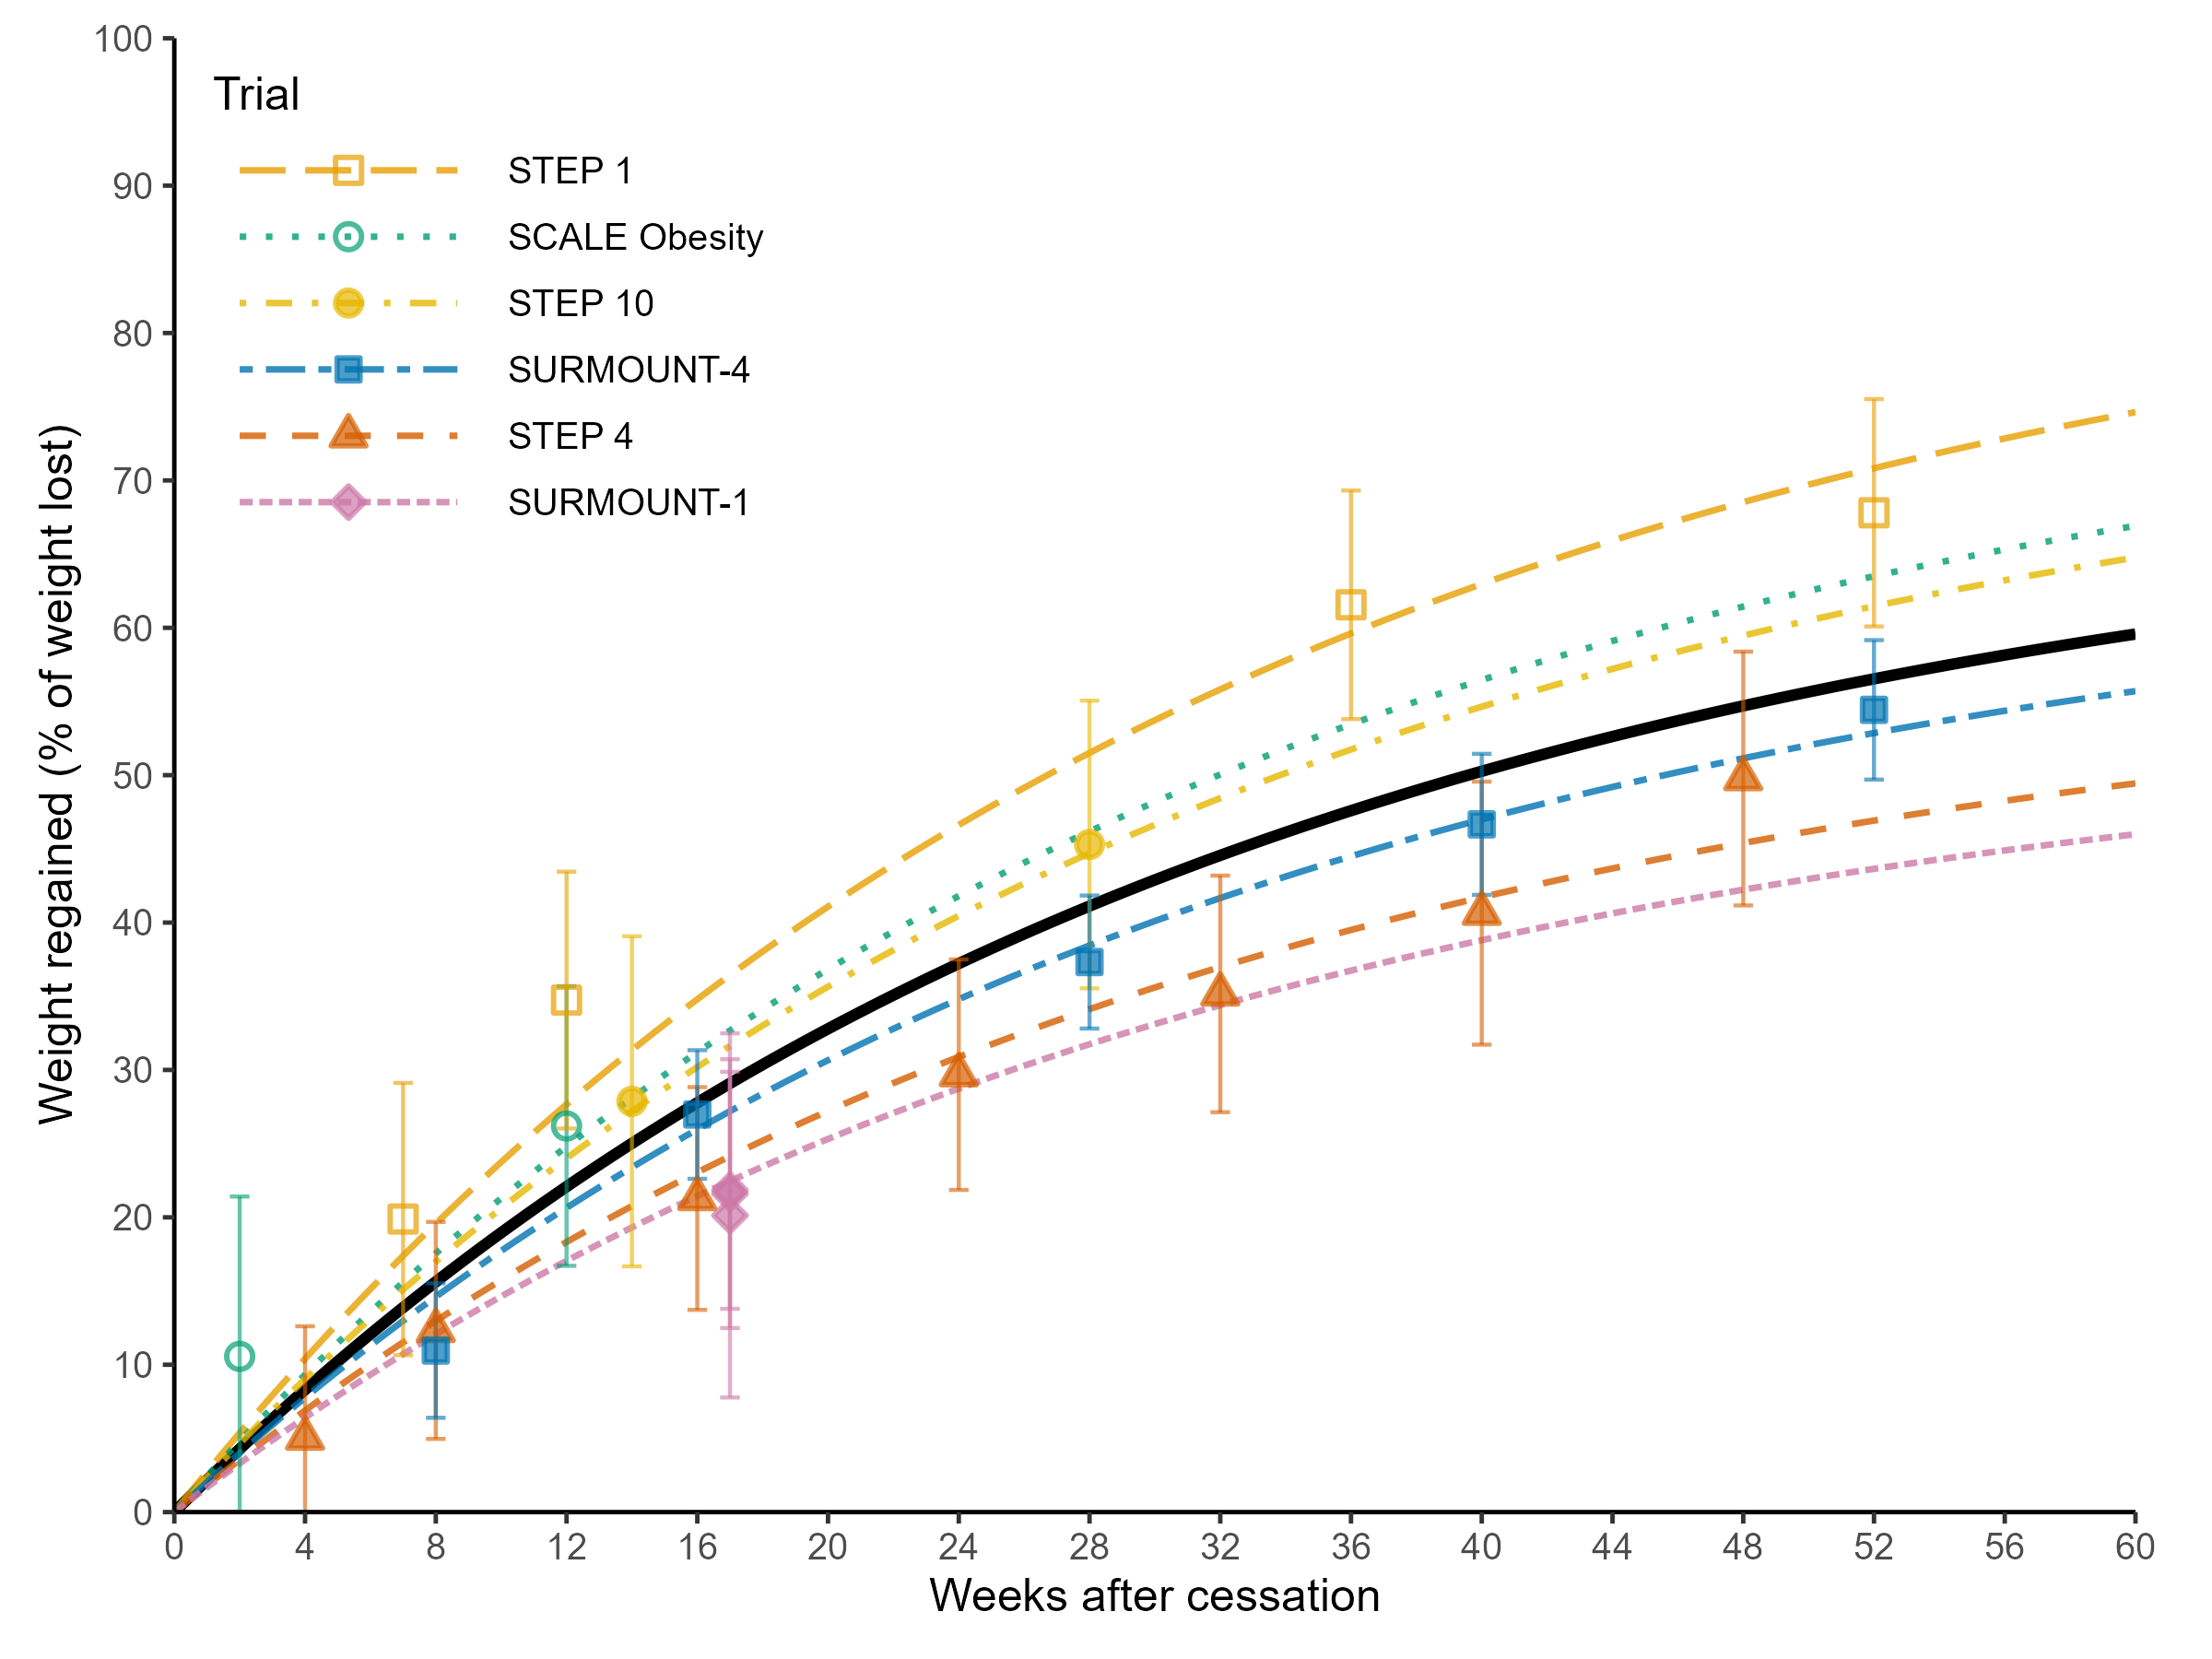 Trial
STEP 1
SCALE Obesity
STEP 10
SURMOUNT-4
STEP 4
SURMOUNT-1
Weight regained (% of weight lost)
100
90
80
70
60
50
40
30
20
10
0
0 4 8 12 16 20 24 28 32 36 40 44 48 52 56 60
Weeks after cessation